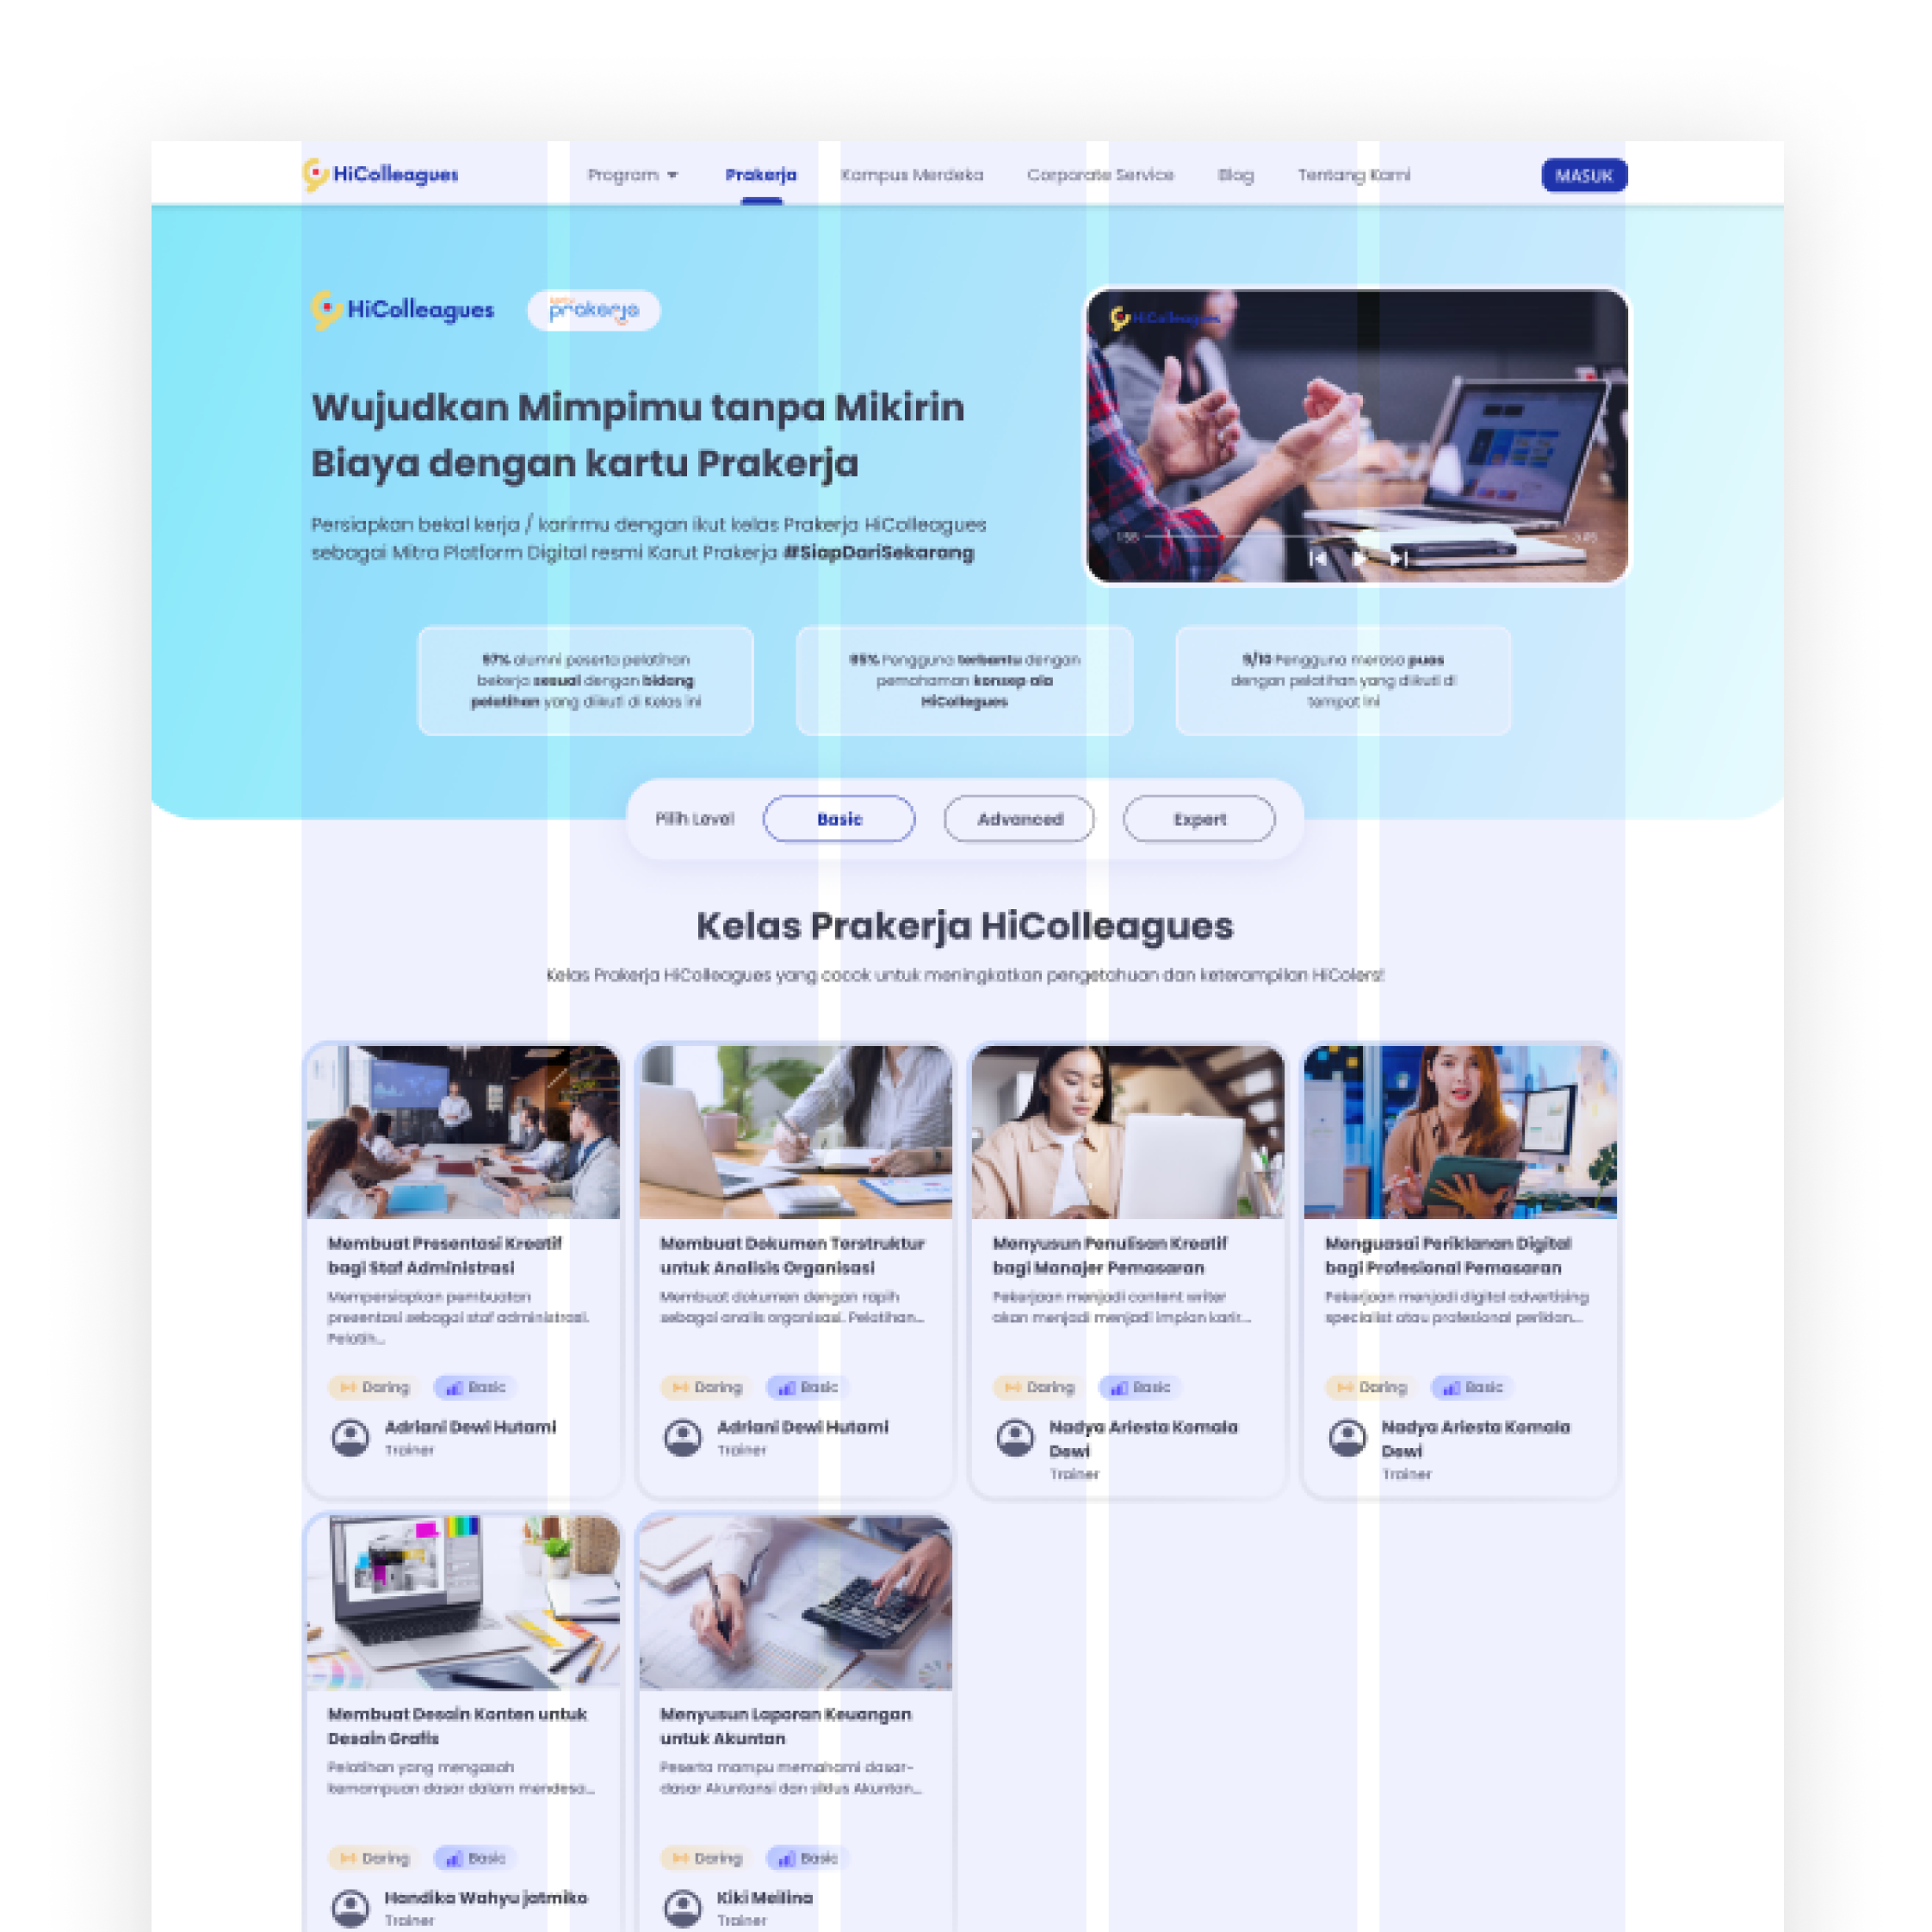 HiColleagues
Program
Prakerja
Kampus Merdeka
Corporate Service
Blog
Tentang Kami
MASUK
HiColleagues
prakerja
HiColleagues
Wujudkan Mimpimu tanpa Mikirin
Biaya dengan kartu Prakerja
Persiapkan bekal kerja / karirmu dengan ikut kelas Prakerja HiColleagues
sebagai Mitra Platform Digital resmi Karut Prakerja #SiapDariSekarang
1:55
3:45
97% alumni peserta pelatihan
bekerja sesuai dengan bidang
pelatihan yang diikuti di Kelas ini
95% Pengguna terbantu dengan
pemahaman konsep ala
HiCollegues
9/10 Pengguna merasa puas
dengan pelatihan yang diikuti di
tempat ini
Pilih Level
Basic
Advanced
Expert
Kelas Prakerja HiColleagues
Kelas Prakerja HiColleagues yang cocok untuk meningkatkan pengetahuan dan keterampilan HiColers!
Membuat Presentasi Kreatif
bagi Staf Administrasi
Mempersiapkan pembuatan
presentasi sebagai staf administrasi.
Pelatih...
Daring
Basic
Adriani Dewi Hutami
Trainer
Membuat Dokumen Terstruktur
untuk Analisis Organisasi
Membuat dokumen dengan rapih
sebagai analis organisasi. Pelatihan...
Daring
Basic
Adriani Dewi Hutami
Trainer
Menyusun Penulisan Kreatif
bagi Manajer Pemasaran
Pekerjaan menjadi content writer
akan menjadi menjadi impian karir...
Daring
Basic
Nadya Ariesta Komala
Dewi
Trainer
Menguasai Periklanan Digital
bagi Profesional Pemasaran
Pekerjaan menjadi digital advertising
specialist atau profesional periklan...
Daring
Basic
Nadya Ariesta Komala
Dewi
Trainer
Membuat Desain Konten untuk
Desain Grafis
Pelatihan yang mengasah
kemampuan dasar dalam mendesa...
Daring
Basic
Handika Wahyu jatmiko
Trainer
Menyusun Laporan Keuangan
untuk Akuntan
Peserta mampu memahami dasar-
dasar Akuntansi dan siklus Akuntan...
Daring
Basic
Kiki Meilina
Trainer